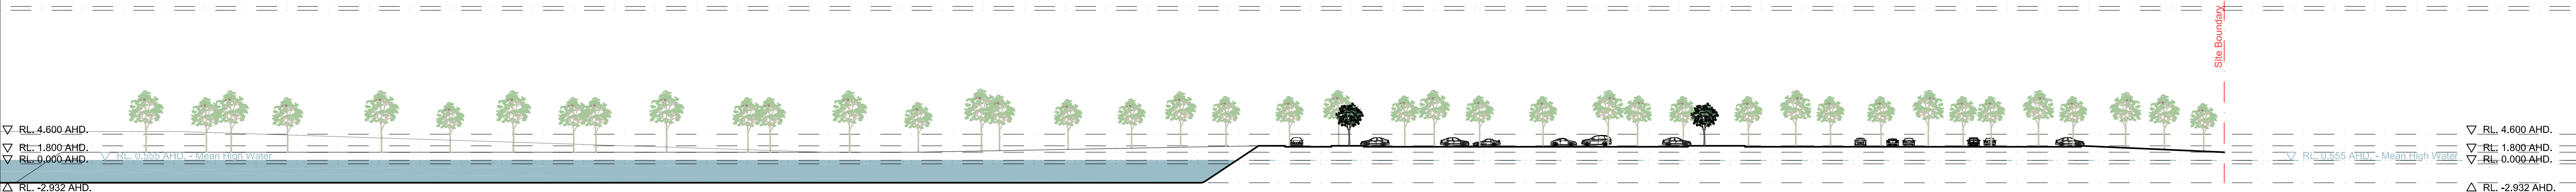 Site Boundary
RL. 4.600 AHD.
RL. 1.800 AHD.
RL. 0.555 AHD. - Mean High Water
RL. 0.000 AHD.
RL. -2.932 AHD.
RL. 4.600 AHD.
RL. 1.800 AHD.
RL. 0.555 AHD. - Mean High Water
RL. 0.000 AHD.
RL. -2.932 AHD.